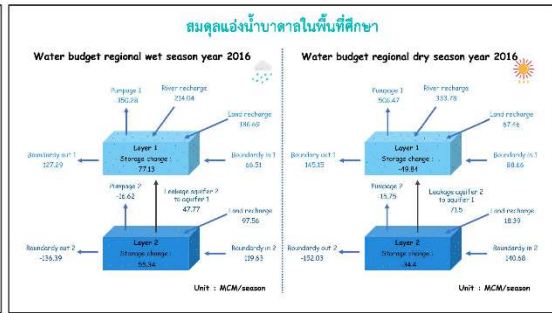 สมดุลแอ่งน้ำบาดาลในพื้นที่ศึกษา
Water budget regional wet season year 2016
Pumpage 1
350.28
River recharge
214.04
Land recharge
146.68
Layer 1
Storage change :
77.13
Boundary out 1
127.29
Boundary in 1
66.51
Pumpage 2
-16.62
Leakage aquifer 2
to aquifer 1
47.77
Land recharge
97.56
Layer 2
Storage change :
55.34
Boundary out 2
-136.39
Boundary in 2
119.63
Unit : MCM/season
Water budget regional dry season year 2016
Pumpage 1
506.47
River recharge
333.78
Land recharge
67.46
Layer 1
Storage change :
-49.84
Boundary out 1
145.15
Boundary in 1
88.66
Pumpage 2
-15.75
Leakage aquifer 2
to aquifer 1
71.5
Land recharge
18.39
Layer 2
Storage change :
-34.4
Boundary out 2
-152.03
Boundary in 2
140.68
Unit : MCM/season